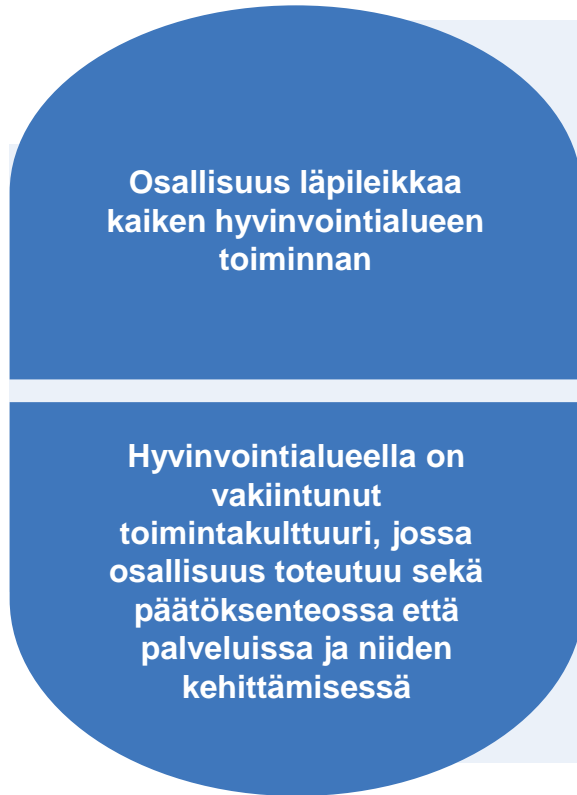 Osallisuus läpileikkaa
kaiken hyvinvointialueen
toiminnan
Hyvinvointialueella on
vakiintunut
toimintakulttuuri, jossa
osallisuus toteutuu sekä
päätöksenteossa että
palveluissa ja niiden
kehittämisessä